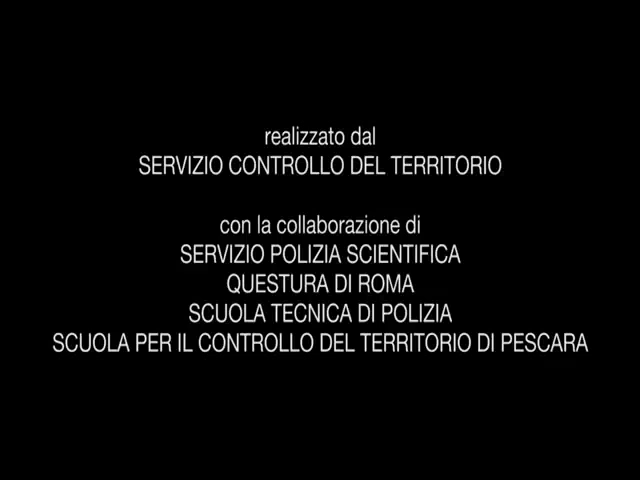 realizzato dal
SERVIZIO CONTROLLO DEL TERRITORIO
con la collaborazione di
SERVIZIO POLIZIA SCIENTIFICA
QUESTURA DI ROMA
SCUOLA TECNICA DI POLIZIA
SCUOLA PER IL CONTROLLO DEL TERRITORIO DI PESCARA